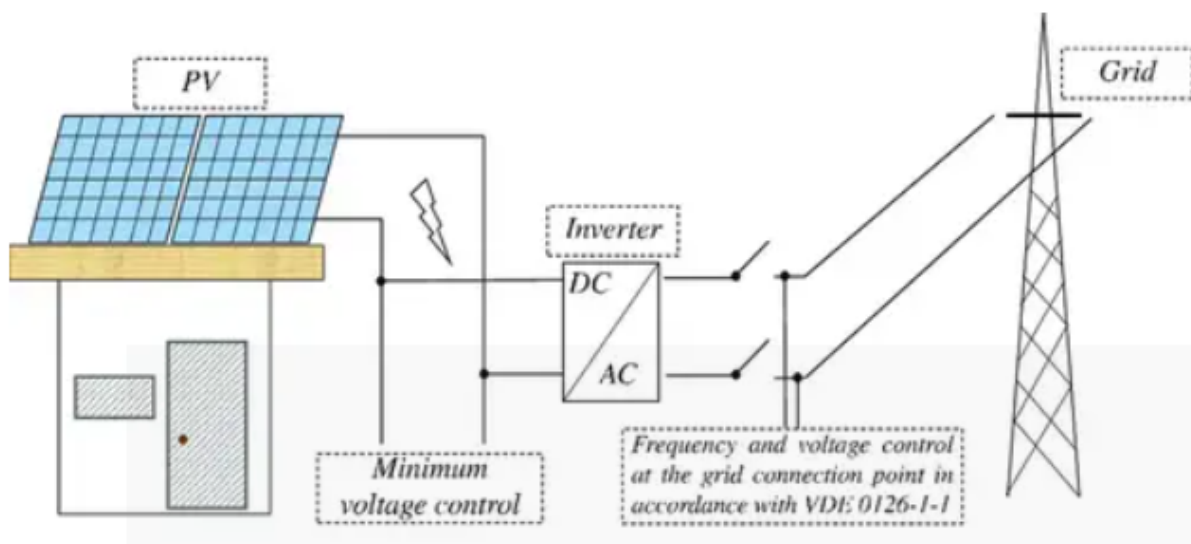 PV
Grid
Inverter
DC
AC
Minimum
voltage control
Frequency and voltage control
at the grid connection point in
accordance with VDE 0126-1-1